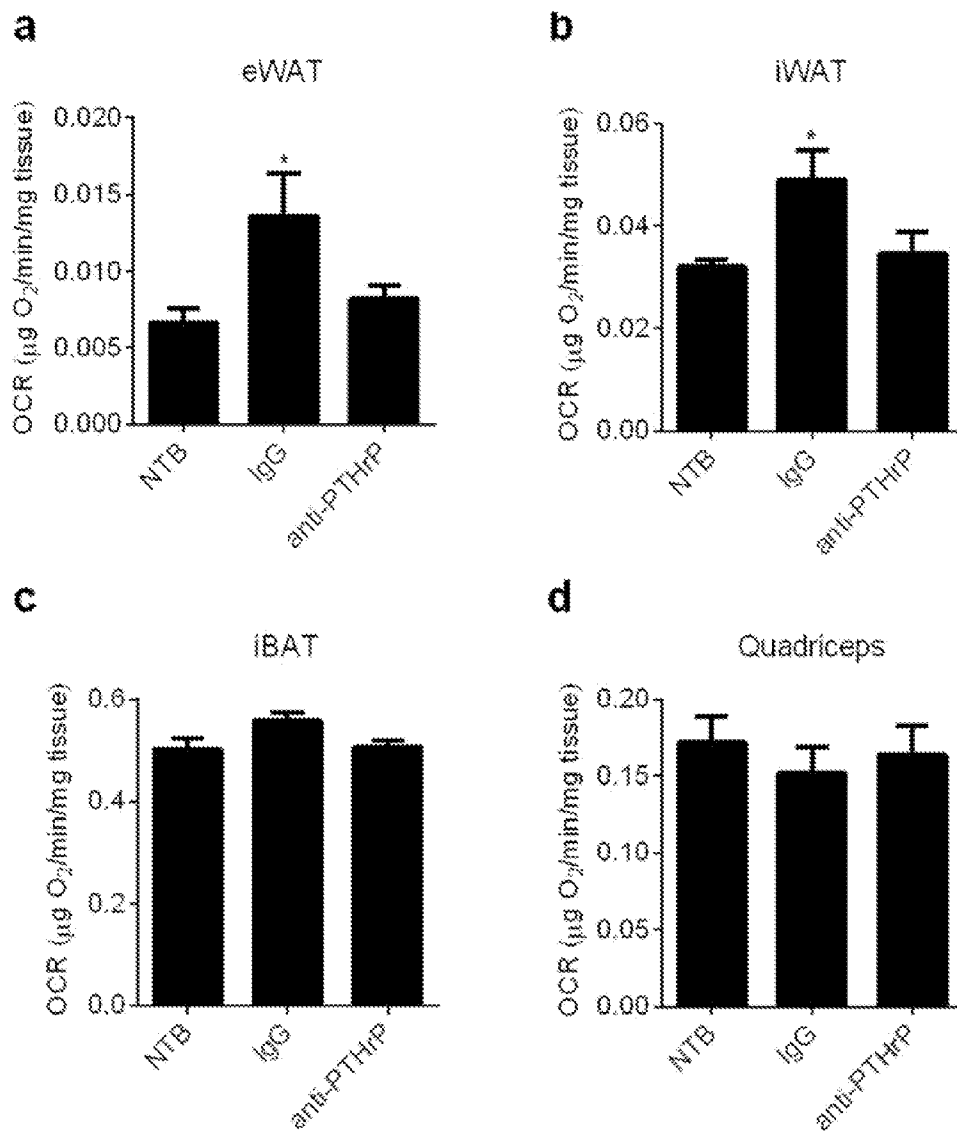 a
eWAT
OCR (µg O₂/min/mg tissue)
0.020
0.015
0.010
0.005
0.000
*
NTB
IgG
anti-PTHrP
b
iWAT
OCR (µg O₂/min/mg tissue)
0.06
0.04
0.02
0.00
*
NTB
IgG
anti-PTHrP
c
iBAT
OCR (µg O₂/min/mg tissue)
0.6
0.4
0.2
0.0
NTB
IgG
anti-PTHrP
d
Quadriceps
OCR (µg O₂/min/mg tissue)
0.20
0.15
0.10
0.05
0.00
NTB
IgG
anti-PTHrP